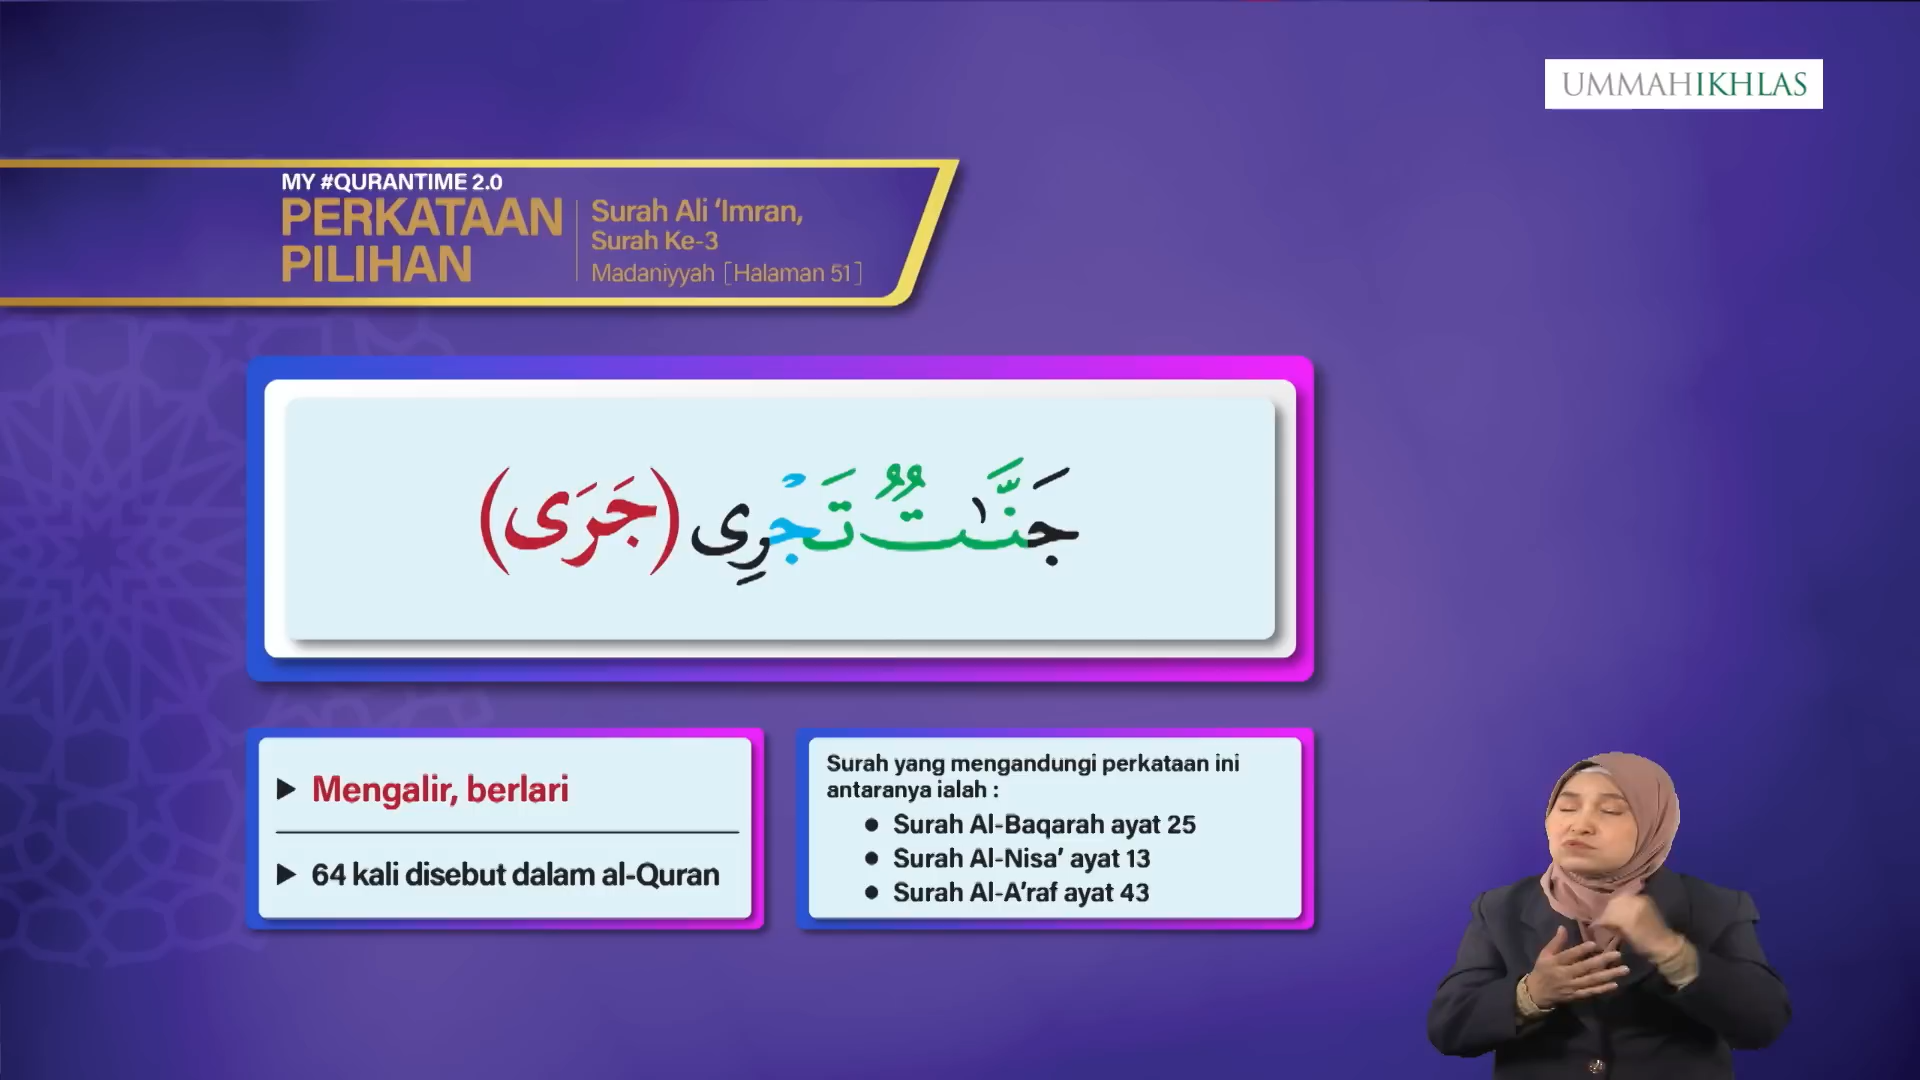 UMMAHIKHLAS
MY #QURANTIME 2.0
PERKATAAN
PILIHAN
Surah Ali ‘Imran,
Surah Ke-3
Madaniyyah [Halaman 51]
جَنَّـٰتٌ تَجْرِى (جَرَى)
Mengalir, berlari
64 kali disebut dalam al-Quran
Surah yang mengandungi perkataan ini
antaranya ialah :
● Surah Al-Baqarah ayat 25
● Surah Al-Nisa’ ayat 13
● Surah Al-A’raf ayat 43